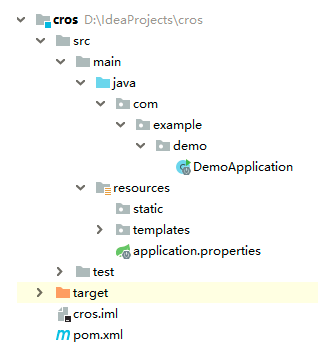 cros D:\IdeaProjects\cros
src
main
java
com
example
demo
DemoApplication
resources
static
templates
application.properties
test
target
cros.iml
pom.xml